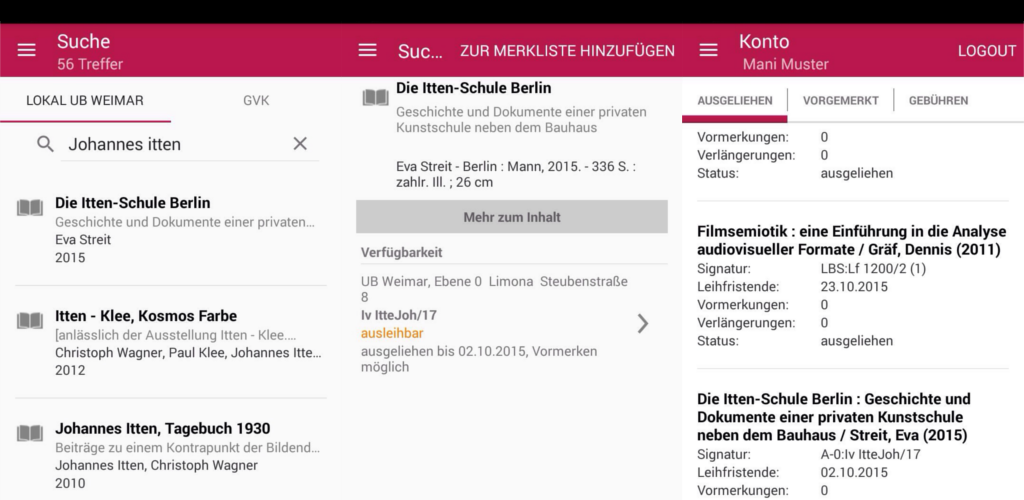 Suche
56 Treffer
LOKAL UB WEIMAR
GVK
Johannes itten
Die Itten-Schule Berlin
Geschichte und Dokumente einer privaten...
Eva Streit
2015
Itten - Klee, Kosmos Farbe
[anlässlich der Ausstellung Itten - Klee....
Christoph Wagner, Paul Klee, Johannes Itte...
2012
Johannes Itten, Tagebuch 1930
Beiträge zu einem Kontrapunkt der Bildend...
Johannes Itten, Christoph Wagner
2010
Suc...
ZUR MERKLISTE HINZUFÜGEN
Die Itten-Schule Berlin
Geschichte und Dokumente einer privaten
Kunstschule neben dem Bauhaus
Eva Streit - Berlin : Mann, 2015. - 336 S. :
zahlr. Ill. ; 26 cm
Mehr zum Inhalt
Verfügbarkeit
UB Weimar, Ebene 0 Limona Steubenstraße
8
Iv ItteJoh/17
ausleihbar
ausgeliehen bis 02.10.2015, Vormerken
möglich
Konto
Mani Muster
LOGOUT
AUSGELIEHEN
VORGEMERKT
GEBÜHREN
Vormerkungen: 0
Verlängerungen: 0
Status: ausgeliehen
Filmsemiotik : eine Einführung in die Analyse
audiovisueller Formate / Gräf, Dennis (2011)
Signatur: LBS:Lf 1200/2 (1)
Leihfristende: 23.10.2015
Vormerkungen: 0
Verlängerungen: 0
Status: ausgeliehen
Die Itten-Schule Berlin : Geschichte und
Dokumente einer privaten Kunstschule
neben dem Bauhaus / Streit, Eva (2015)
Signatur: A-0:Iv ItteJoh/17
Leihfristende: 02.10.2015
Vormerkungen: 0